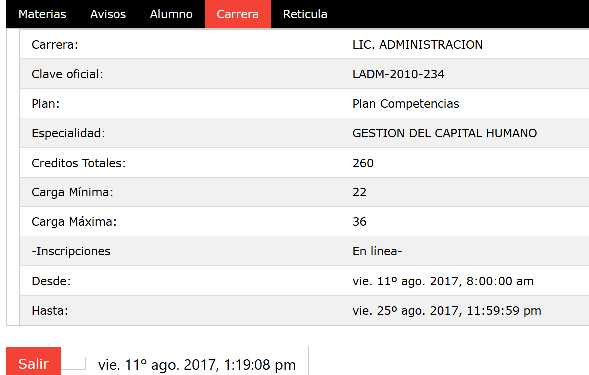 Materias Avisos Alumno Carrera Reticula
Carrera: LIC. ADMINISTRACION
Clave oficial: LADM-2010-234
Plan: Plan Competencias
Especialidad: GESTION DEL CAPITAL HUMANO
Creditos Totales: 260
Carga Mínima: 22
Carga Máxima: 36
-Inscripciones En línea-
Desde: vie. 11º ago. 2017, 8:00:00 am
Hasta: vie. 25º ago. 2017, 11:59:59 pm
Salir vie. 11º ago. 2017, 1:19:08 pm